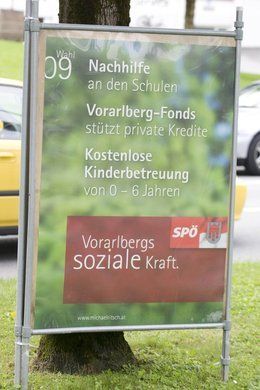 Wahl
09
Nachhilfe
an den Schulen
Vorarlberg-Fonds
stützt private Kredite
Kostenlose
Kinderbetreuung
von 0 – 6 Jahren
SPÖ
Vorarlbergs
soziale Kraft.
www.michaelritsch.at